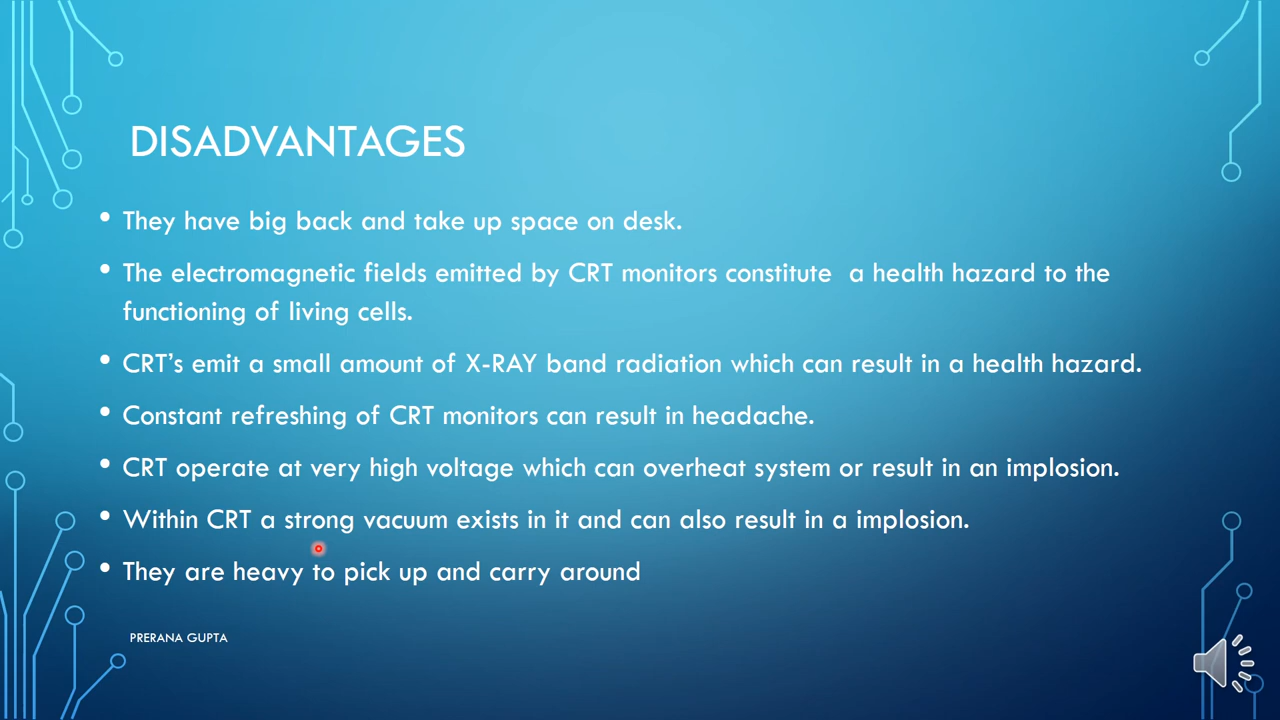 DISADVANTAGES
• They have big back and take up space on desk.
• The electromagnetic fields emitted by CRT monitors constitute  a health hazard to the
functioning of living cells.
• CRT’s emit a small amount of X-RAY band radiation which can result in a health hazard.
• Constant refreshing of CRT monitors can result in headache.
• CRT operate at very high voltage which can overheat system or result in an implosion.
• Within CRT a strong vacuum exists in it and can also result in a implosion.
• They are heavy to pick up and carry around
PRERANA GUPTA